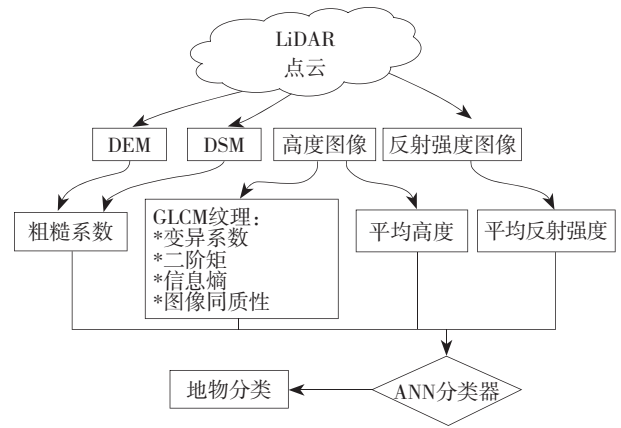 LiDAR
点云
DEM
DSM
高度图像
反射强度图像
粗糙系数
GLCM纹理：
*变异系数
*二阶矩
*信息熵
*图像同质性
平均高度
平均反射强度
地物分类
ANN分类器